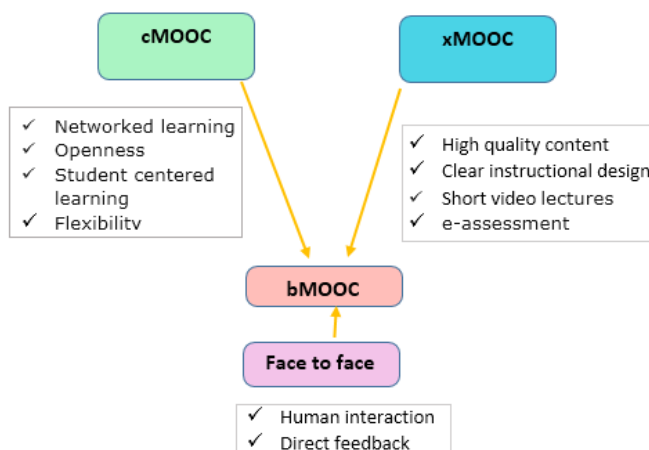 cMOOC
xMOOC
✓ Networked learning
✓ Openness
✓ Student centered
learning
✓ Flexibility
✓ High quality content
✓ Clear instructional design
✓ Short video lectures
✓ e-assessment
bMOOC
Face to face
✓ Human interaction
✓ Direct feedback